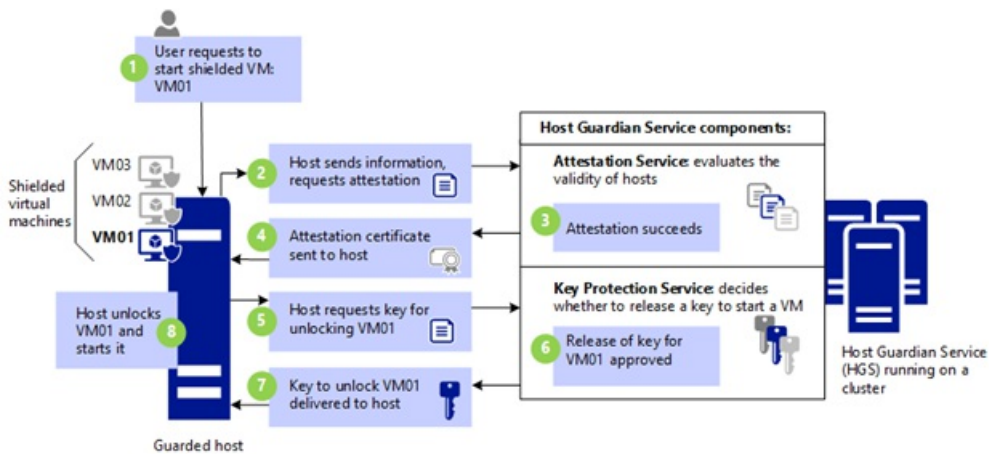 1
User requests to
start shielded VM:
VM01
Shielded
virtual
machines
VM03
VM02
VM01
2
Host sends information,
requests attestation
Host Guardian Service components:
Attestation Service: evaluates the
validity of hosts
3
Attestation succeeds
4
Attestation certificate
sent to host
5
Host requests key for
unlocking VM01
Key Protection Service: decides
whether to release a key to start a VM
6
Release of key for
VM01 approved
7
Key to unlock VM01
delivered to host
Host unlocks
VM01 and
starts it
8
Guarded host
Host Guardian Service
(HGS) running on a
cluster